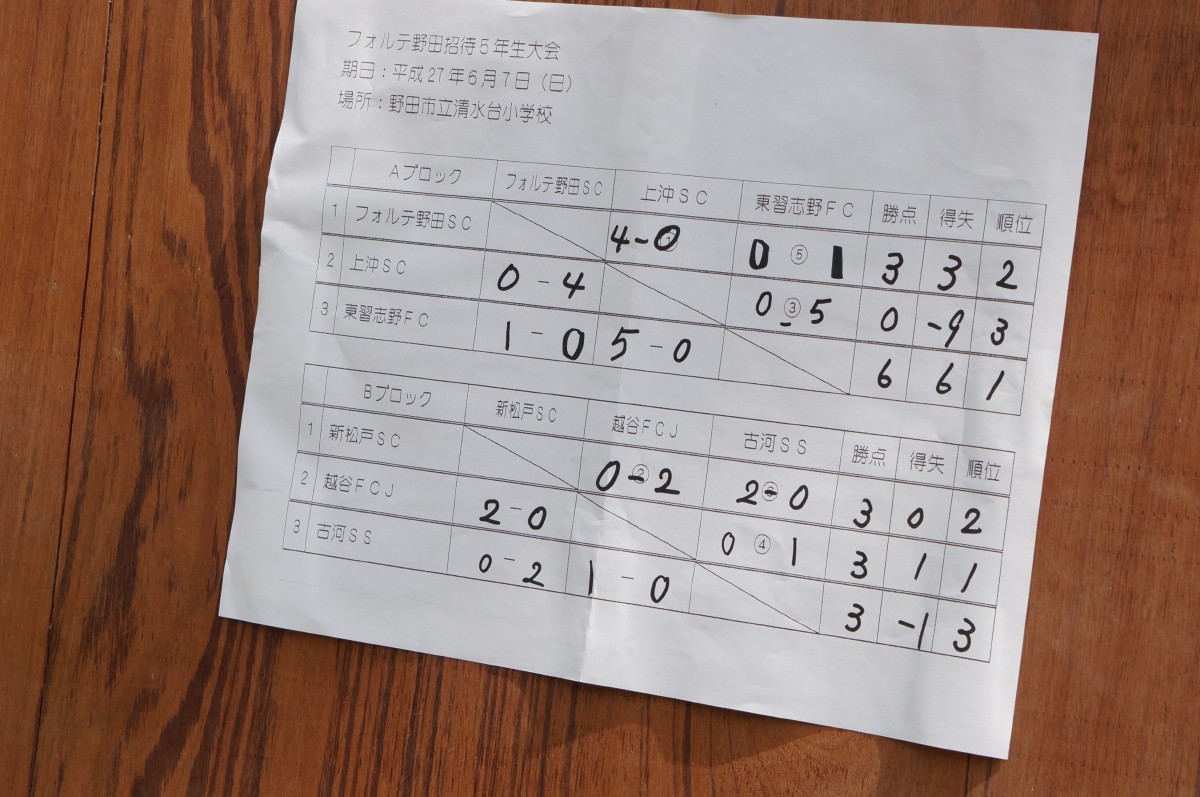 フォルテ野田招待5年生大会
期日：平成27年6月7日（日）
場所：野田市立清水台小学校
Aブロック フォルテ野田SC 上沖SC 東習志野FC 勝点 得失 順位
1 フォルテ野田SC 4-0 0 ⑤ 1 3 3 2
2 上沖SC 0-4 0 ③ - 5 0 -9 3
3 東習志野FC 1-0 5-0 6 6 1
Bブロック 新松戸SC 越谷FCJ 古河SS 勝点 得失 順位
1 新松戸SC 0-②2 2-0 3 0 2
2 越谷FCJ 2-0 0 ④ 1 3 1 1
3 古河SS 0-2 1-0 3 -1 3